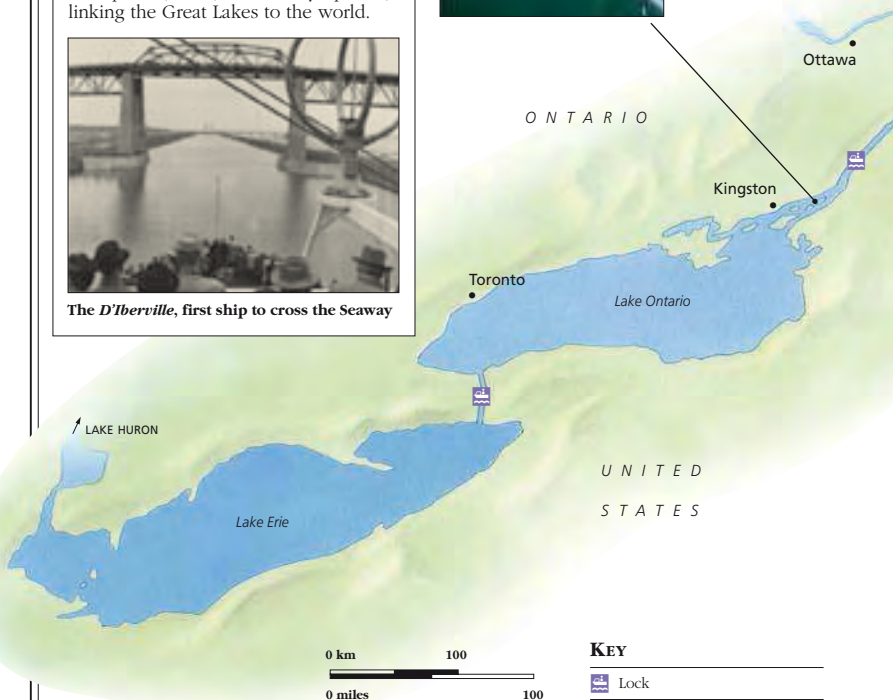 linking the Great Lakes to the world.
The D'Iberville, first ship to cross the Seaway
Ottawa
ONTARIO
Kingston
Toronto
Lake Ontario
LAKE HURON
UNITED
STATES
Lake Erie
0 km 100
0 miles 100
KEY
Lock